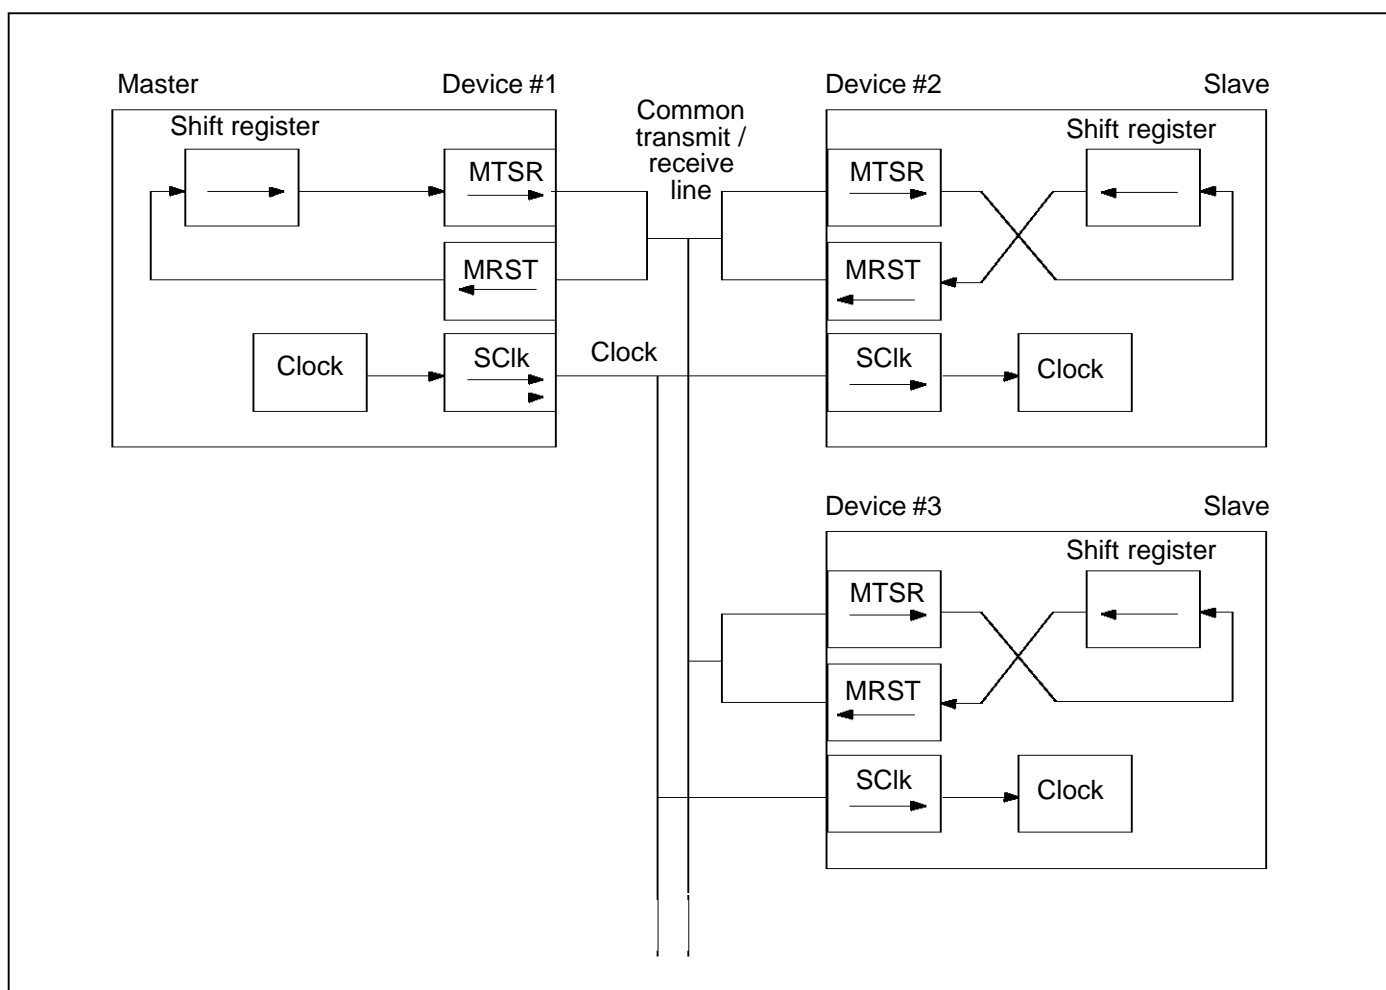 Master
Device #1
Shift register
MTSR
MRST
Clock
SClk
Common
transmit /
receive
line
Clock
Device #2
Slave
Shift register
MTSR
MRST
SClk
Clock
Device #3
Slave
Shift register
MTSR
MRST
SClk
Clock